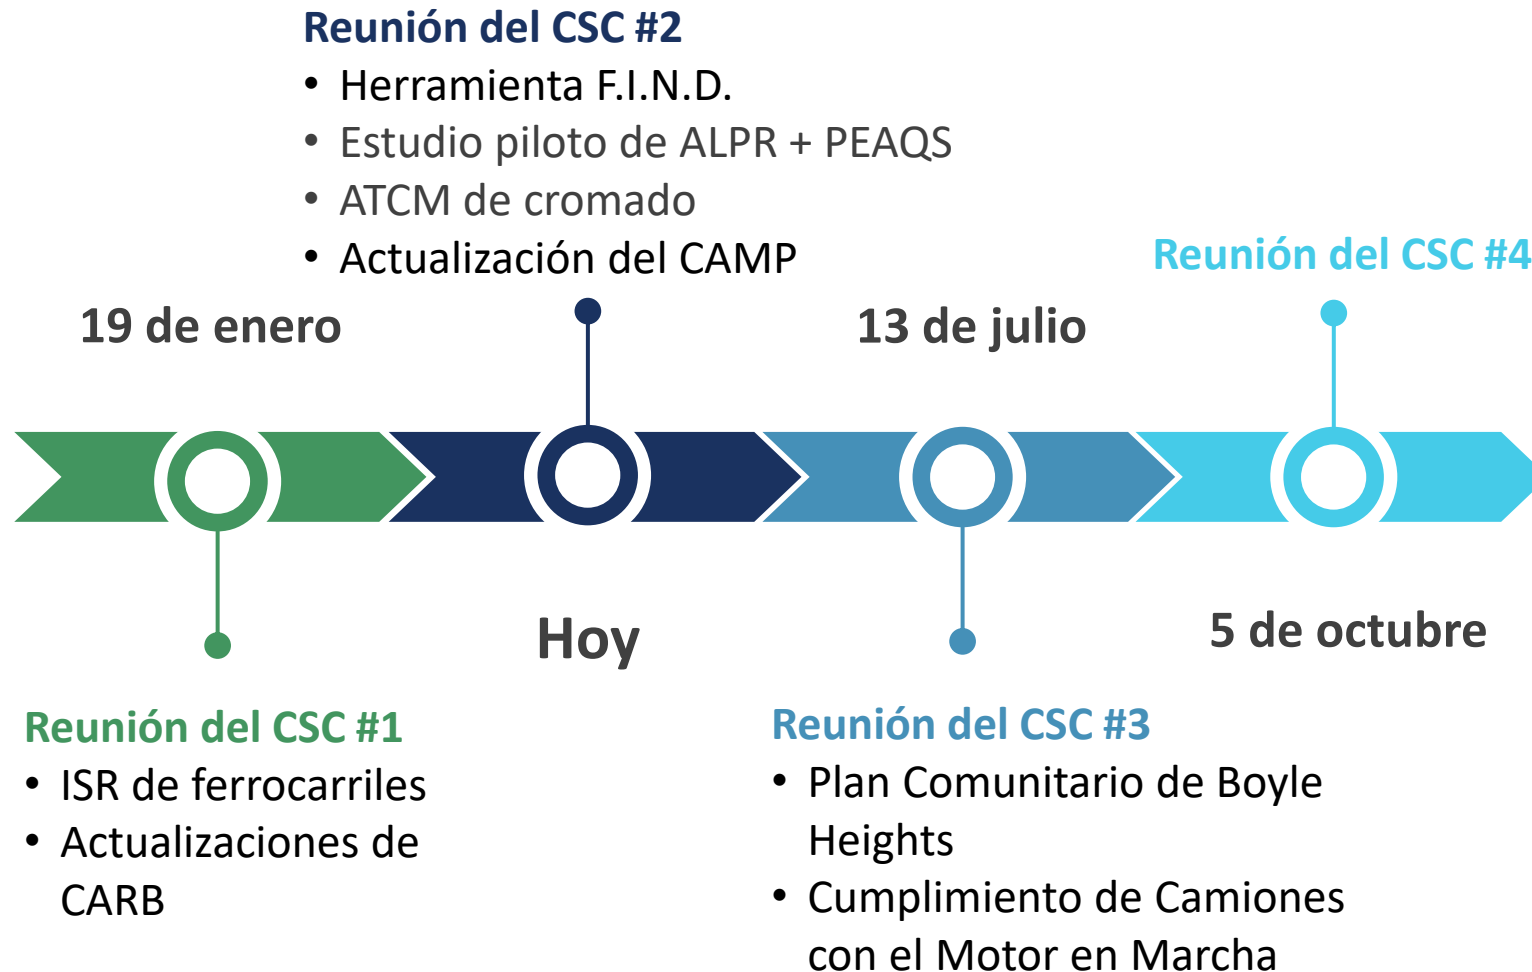 Reunión del CSC #2
• Herramienta F.I.N.D.
• Estudio piloto de ALPR + PEAQS
• ATCM de cromado
• Actualización del CAMP
Reunión del CSC #4
19 de enero
13 de julio
Hoy
5 de octubre
Reunión del CSC #1
• ISR de ferrocarriles
• Actualizaciones de
CARB
Reunión del CSC #3
• Plan Comunitario de Boyle
Heights
• Cumplimiento de Camiones
con el Motor en Marcha